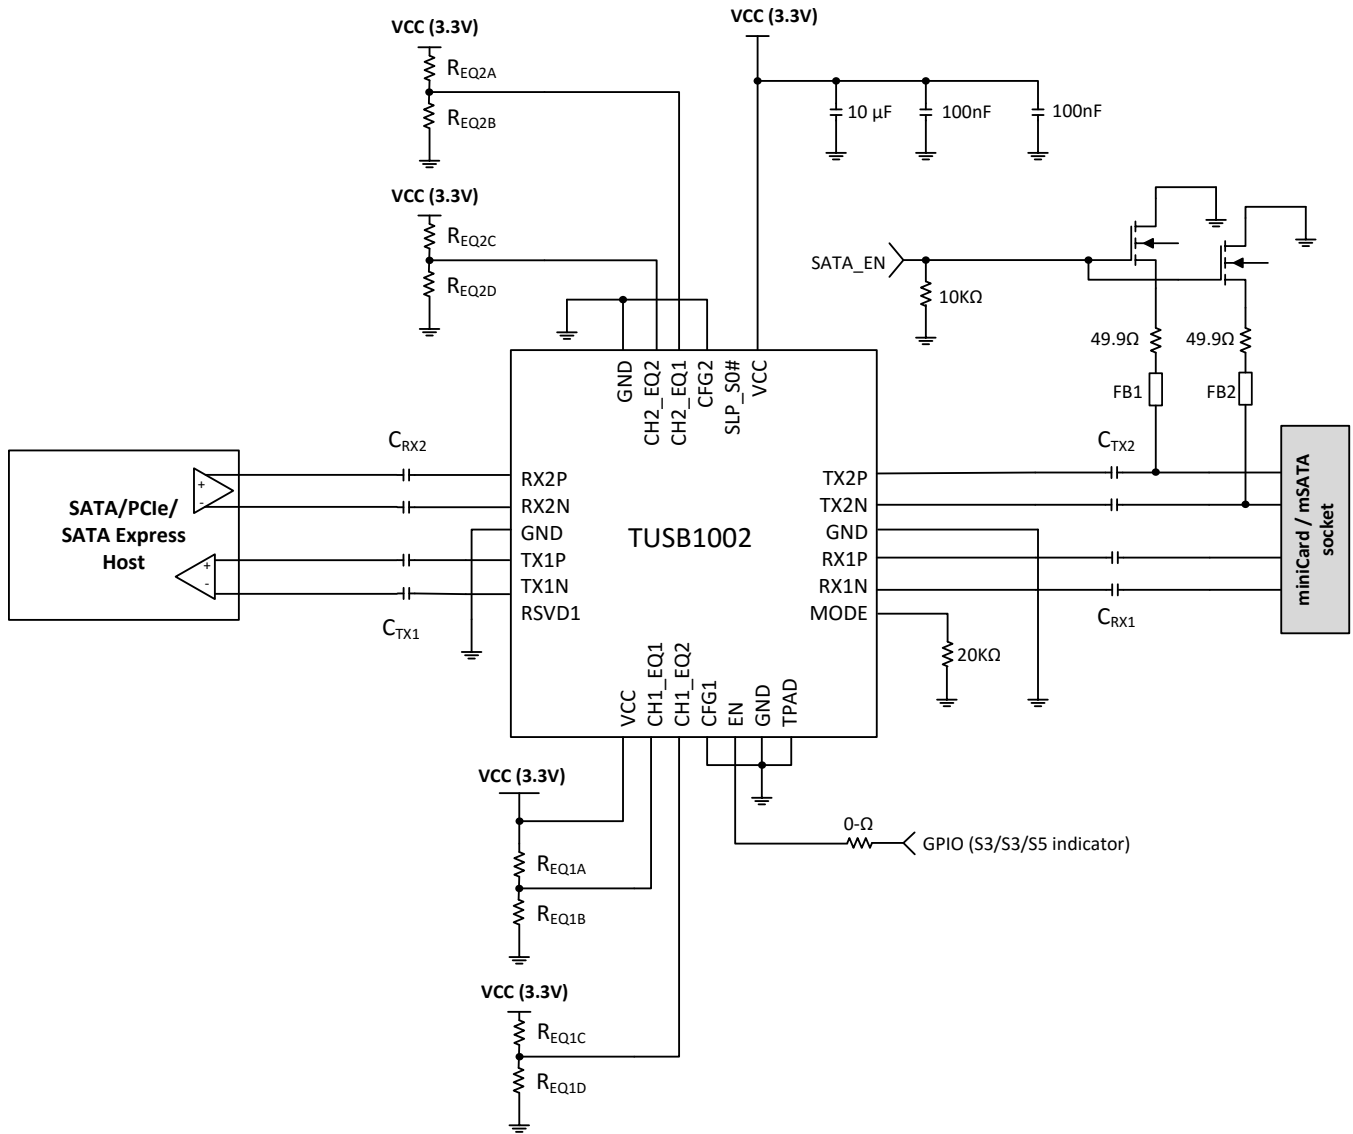 VCC (3.3V)
REQ2A
REQ2B
VCC (3.3V)
REQ2C
REQ2D
VCC (3.3V)
10 µF
100nF
100nF
SATA_EN
10KΩ
49.9Ω
49.9Ω
FB1
FB2
GND
CH2_EQ2
CH2_EQ1
CFG2
SLP_S0#
VCC
SATA/PCIe/
SATA Express
Host
+
-
+
-
CRX2
CTX1
RX2P
RX2N
GND
TX1P
TX1N
RSVD1
TUSB1002
TX2P
TX2N
GND
RX1P
RX1N
MODE
CTX2
CRX1
miniCard / mSATA
socket
20KΩ
VCC
CH1_EQ1
CH1_EQ2
CFG1
EN
GND
TPAD
VCC (3.3V)
REQ1A
REQ1B
0-Ω
GPIO (S3/S3/S5 indicator)
VCC (3.3V)
REQ1C
REQ1D